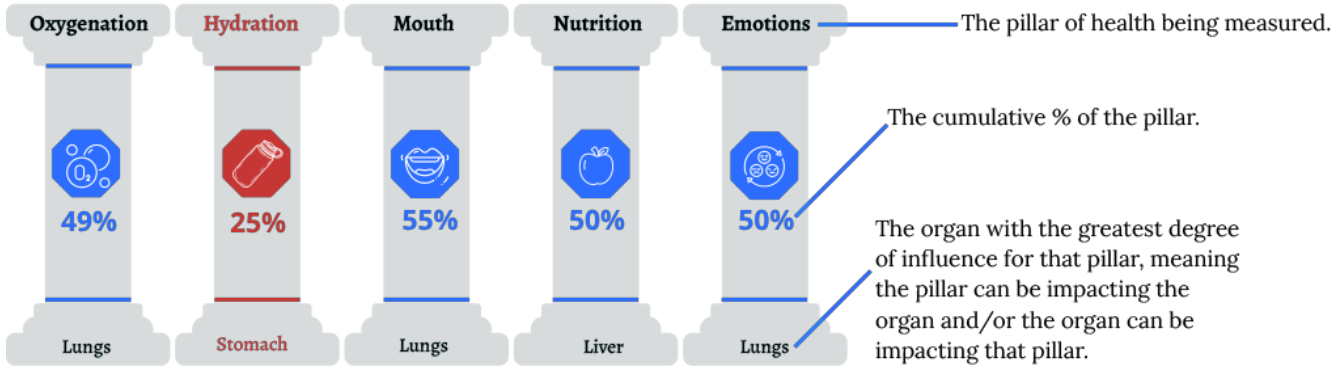 Oxygenation
Hydration
Mouth
Nutrition
Emotions
The pillar of health being measured.
O2
The cumulative % of the pillar.
49%
25%
55%
50%
50%
The organ with the greatest degree
of influence for that pillar, meaning
the pillar can be impacting the
organ and/or the organ can be
impacting that pillar.
Lungs
Stomach
Lungs
Liver
Lungs